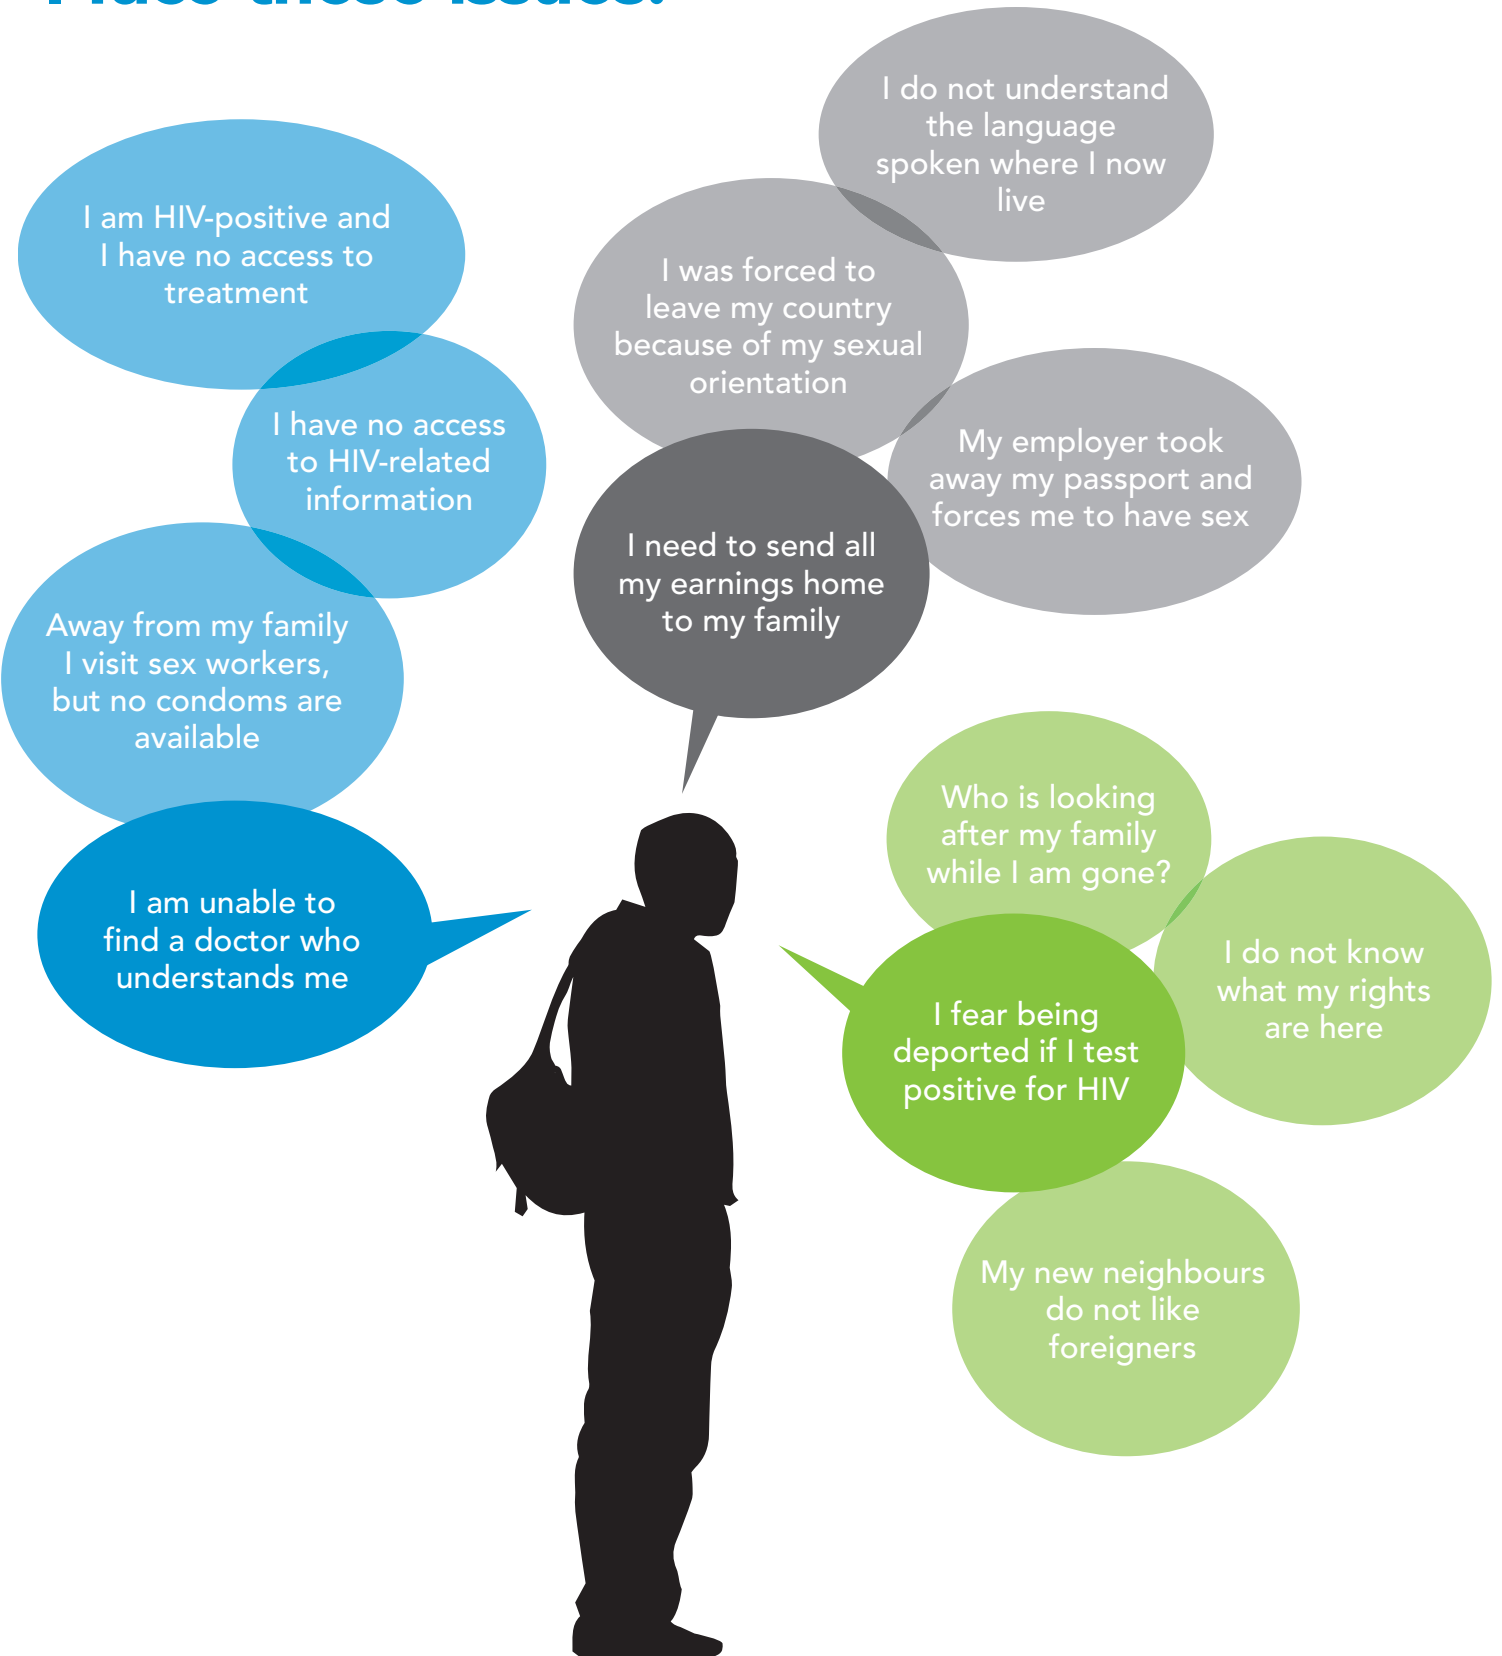 I face these issues:
I do not understand
the language
spoken where I now
live
I am HIV-positive and
I have no access to
treatment
I was forced to
leave my country
because of my sexual
orientation
I have no access
to HIV-related
information
My employer took
away my passport and
forces me to have sex
I need to send all
my earnings home
to my family
Away from my family
I visit sex workers,
but no condoms are
available
Who is looking
after my family
while I am gone?
I am unable to
find a doctor who
understands me
I do not know
what my rights
are here
I fear being
deported if I test
positive for HIV
My new neighbours
do not like
foreigners